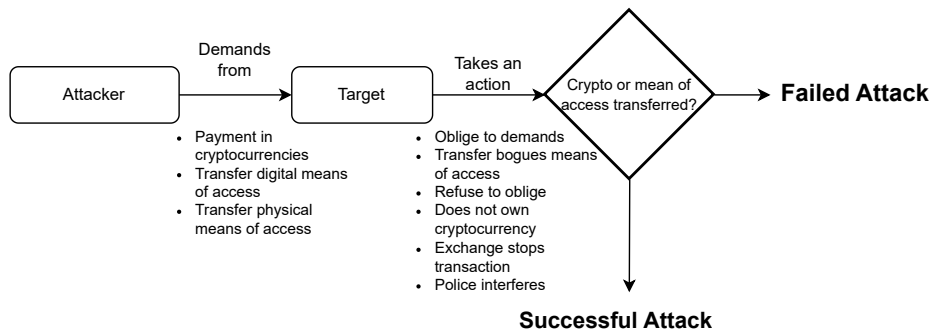 Attacker
Demands
from
• Payment in
cryptocurrencies
• Transfer digital means
of access
• Transfer physical
means of access
Target
Takes an
action
• Oblige to demands
• Transfer bogues means
of access
• Refuse to oblige
• Does not own
cryptocurrency
• Exchange stops
transaction
• Police interferes
Crypto or mean of
access transferred?
Failed Attack
Successful Attack